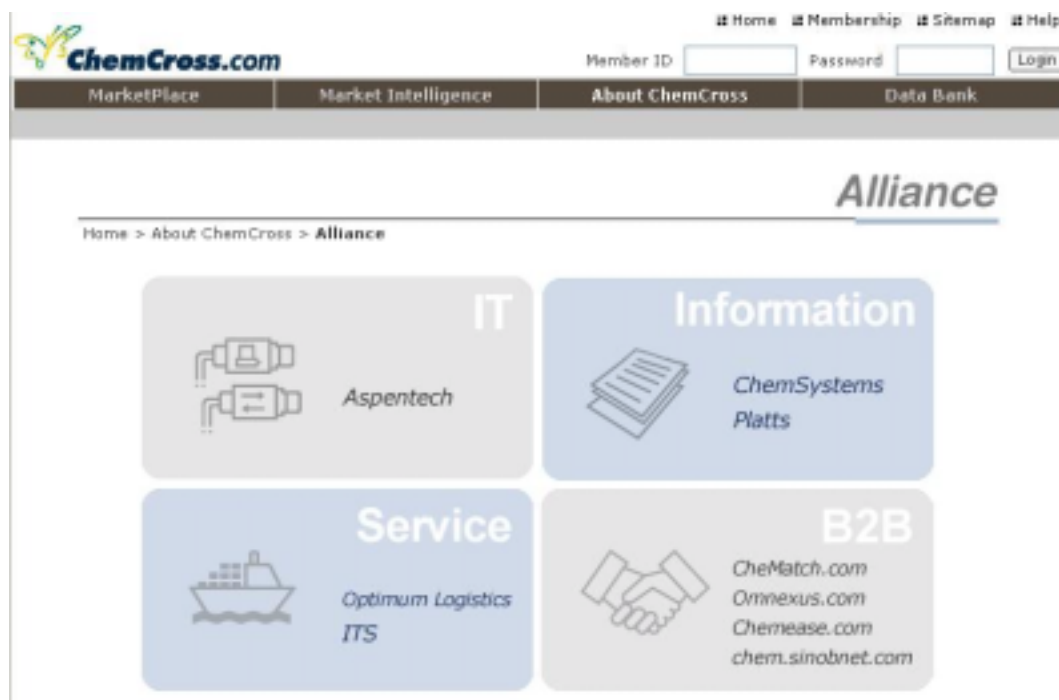 Home Membership Sitemap Help
ChemCross.com
Member ID Password Login
MarketPlace Market Intelligence About ChemCross Data Bank
Alliance
Home > About ChemCross > Alliance
IT
Aspentech
Information
ChemSystems
Platts
Service
Optimum Logistics
ITS
B2B
CheMatch.com
Omnexus.com
Chemease.com
chem.sinobnet.com